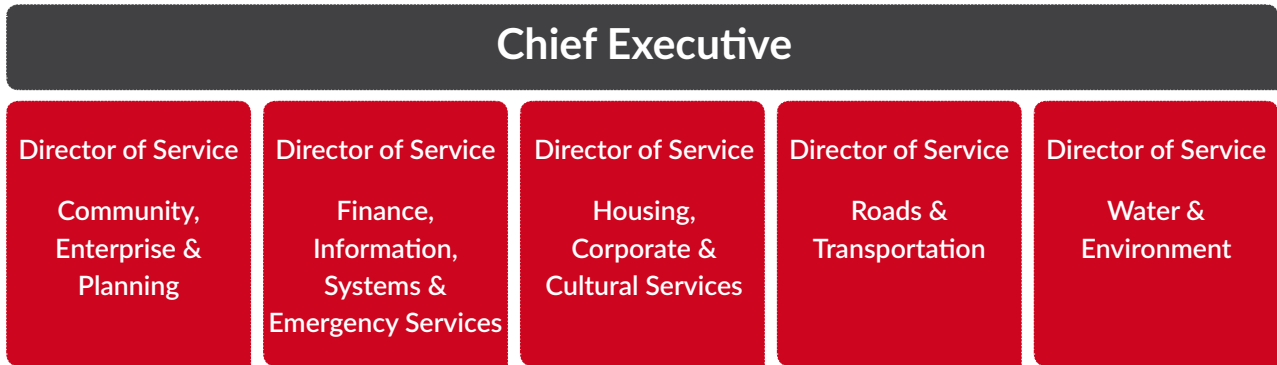 Chief Executive
Director of Service
Community,
Enterprise &
Planning
Director of Service
Finance,
Information,
Systems &
Emergency Services
Director of Service
Housing,
Corporate &
Cultural Services
Director of Service
Roads &
Transportation
Director of Service
Water &
Environment